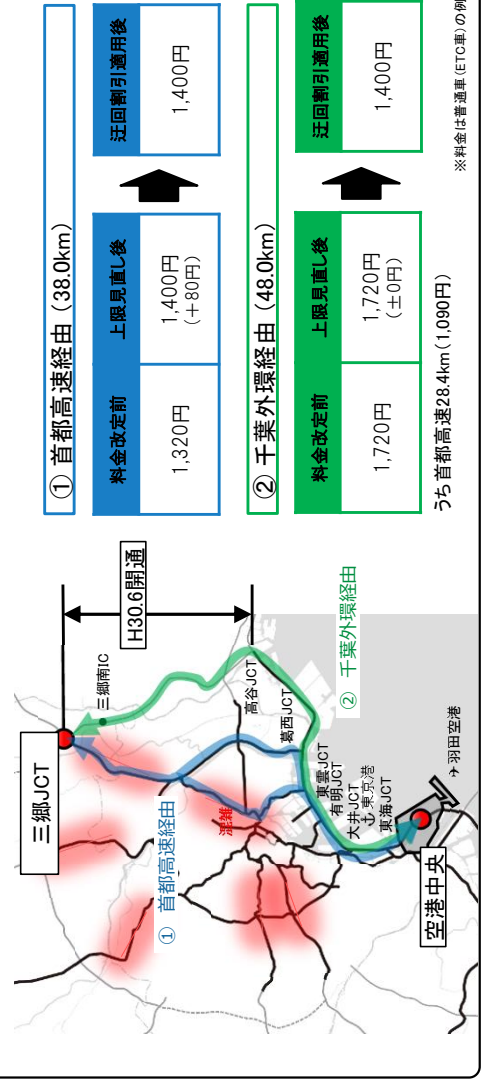 三郷JCT
H30.6開通
三郷南IC
① 首都高速経由
混雑
高谷JCT
葛西JCT
② 千葉外環経由
東雲JCT
有明JCT
大井JCT
東京港
東海JCT
空港中央
羽田空港
① 首都高速経由（38.0km）
料金改定前 上限見直し後 迂回割引適用後
1,320円 1,400円 1,400円
（＋80円）
② 千葉外環経由（48.0km）
料金改定前 上限見直し後 迂回割引適用後
1,720円 1,720円 1,400円
（±0円）
うち首都高速28.4km（1,090円）
※料金は普通車（ETC車）の例